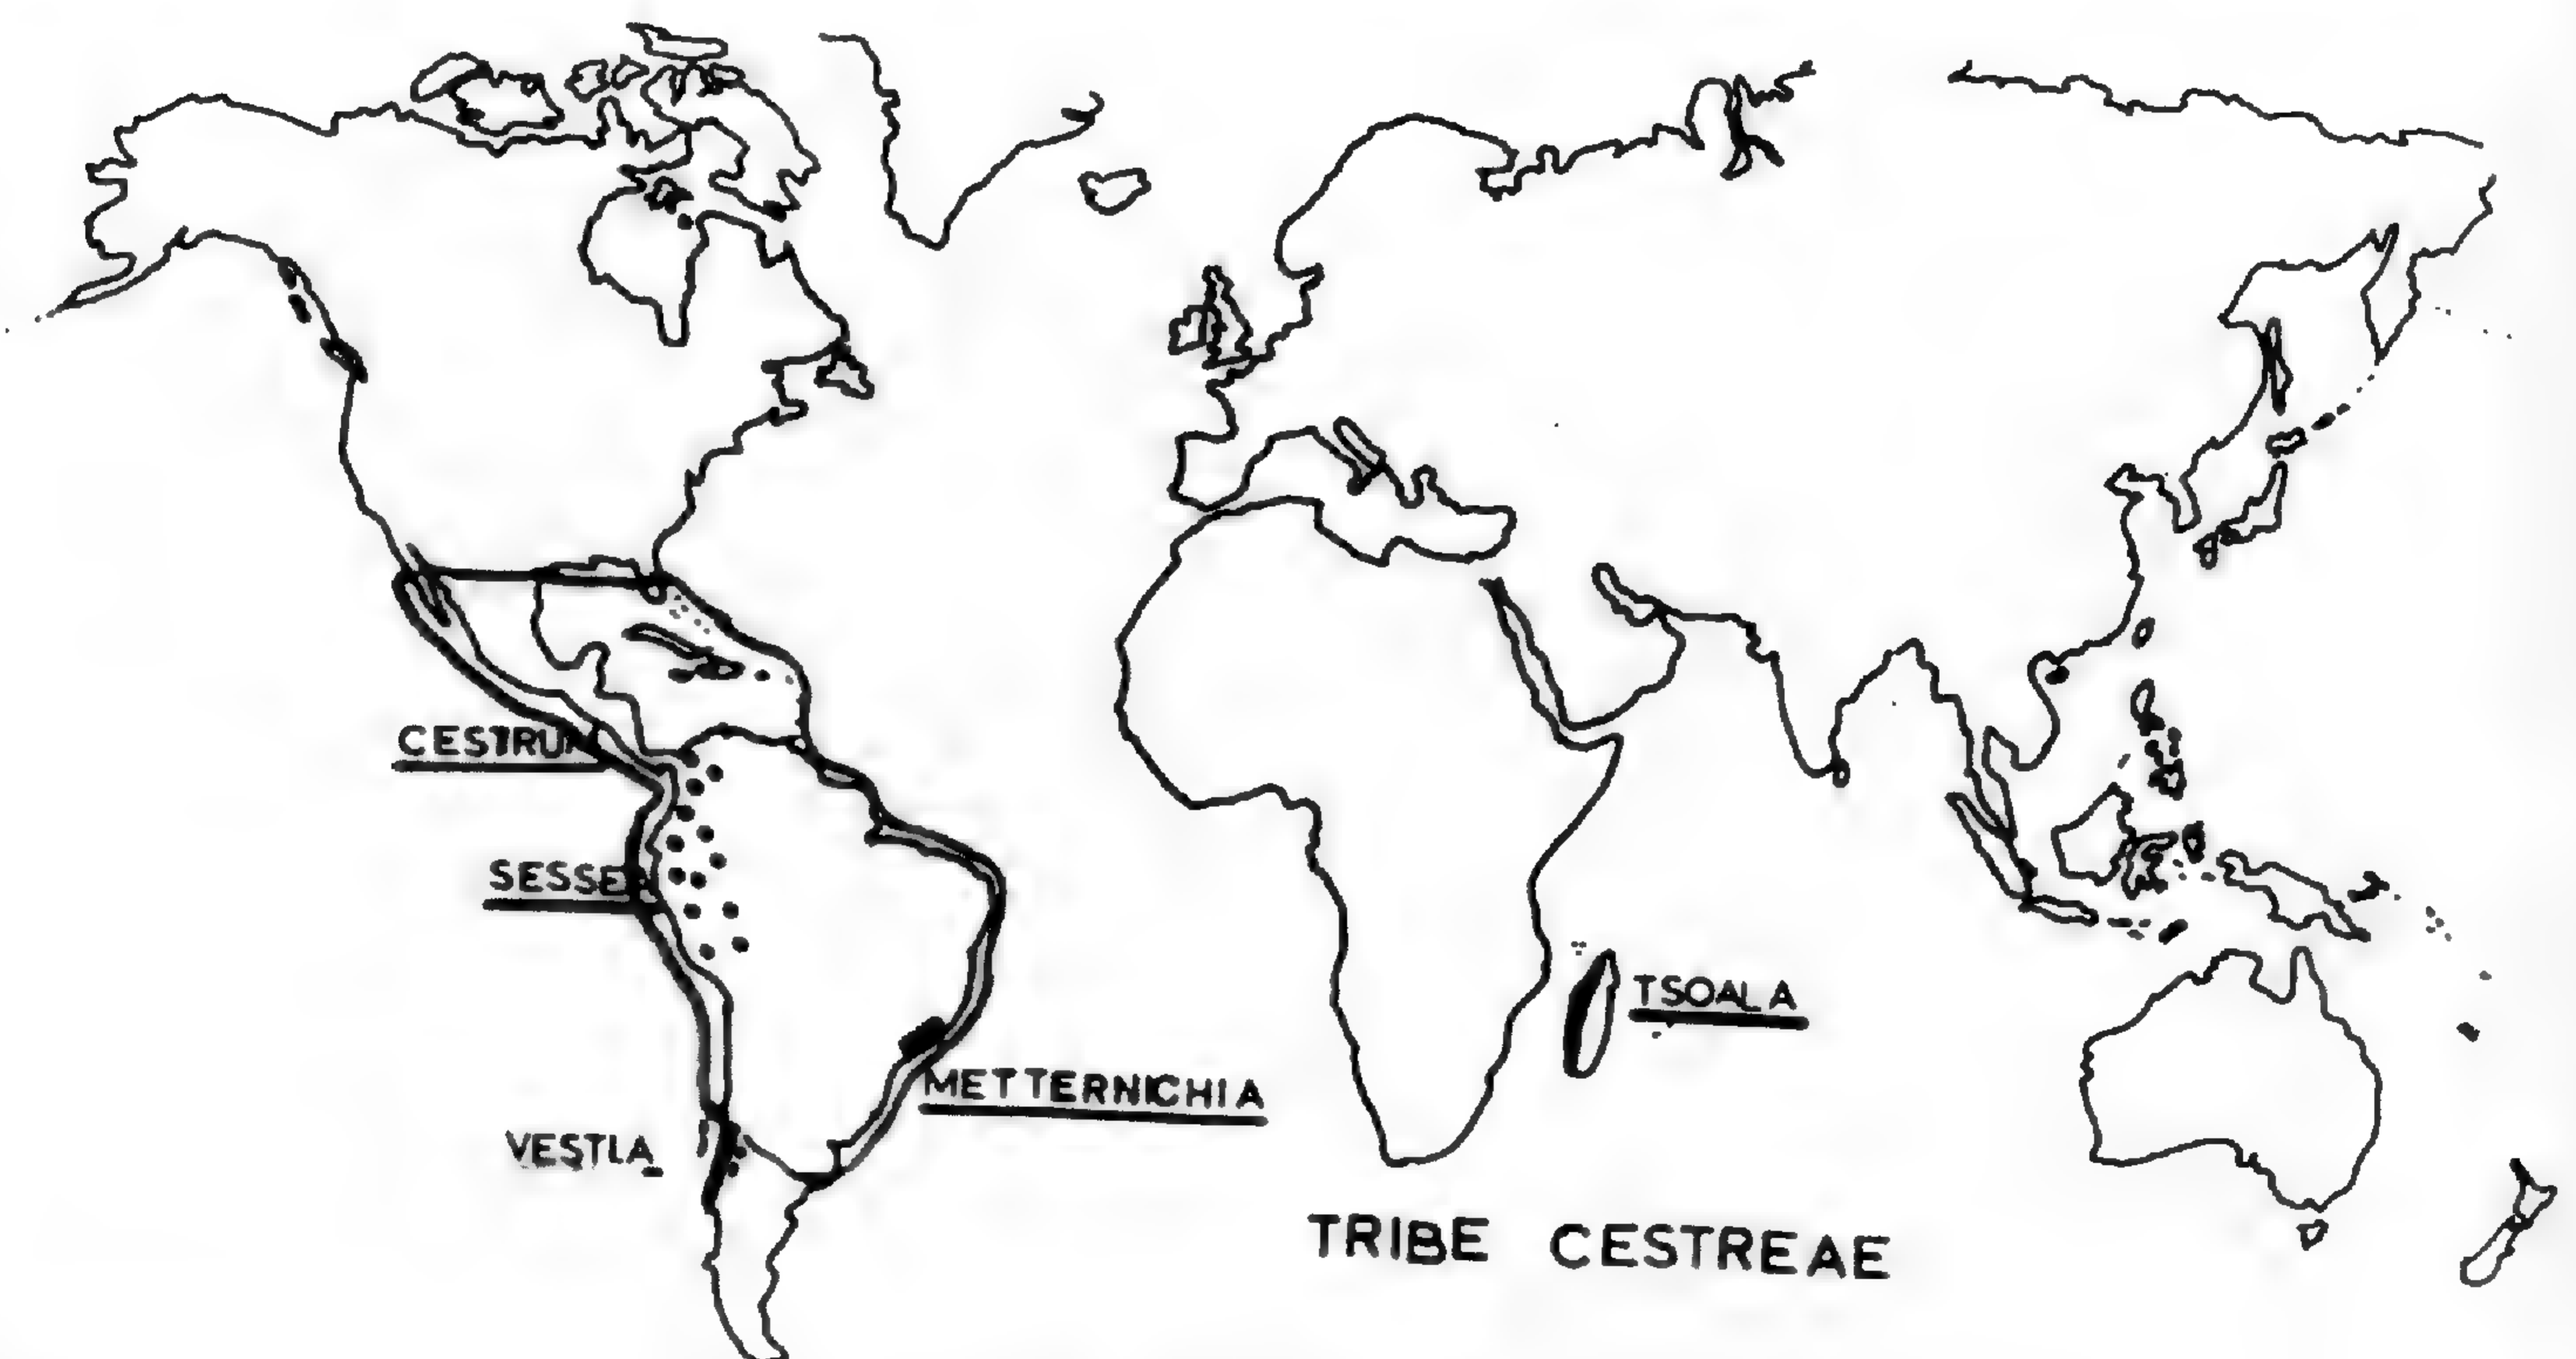 CESTRUM
SESSEA
TSOALA
METTERNICHIA
VESTIA
TRIBE CESTREAE